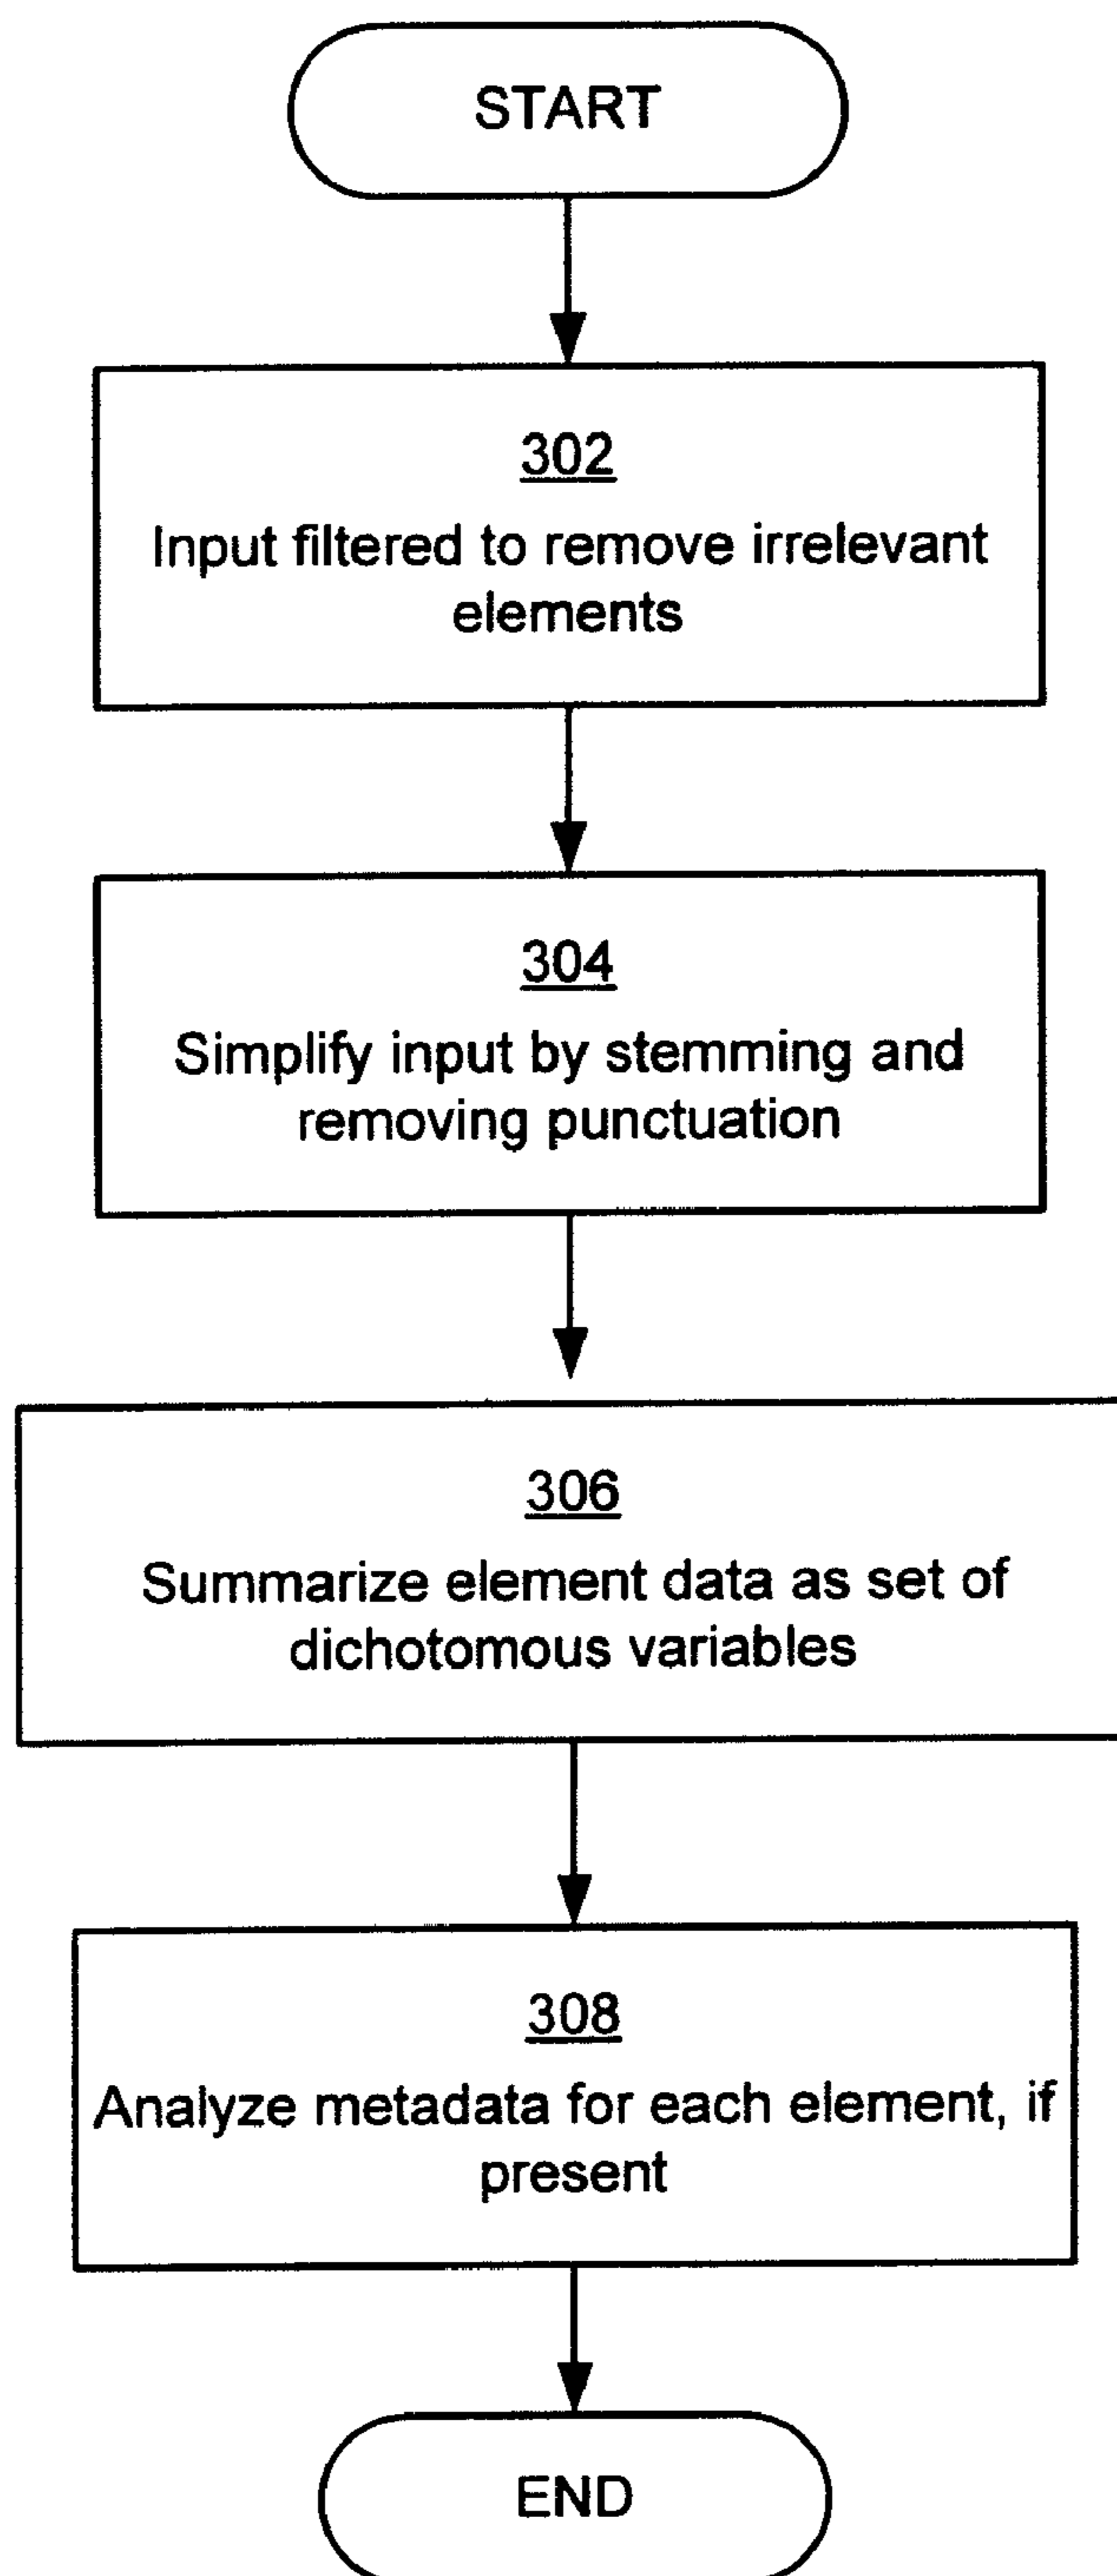 START
302
Input filtered to remove irrelevant
elements
304
Simplify input by stemming and
removing punctuation
306
Summarize element data as set of
dichotomous variables
308
Analyze metadata for each element, if
present
END